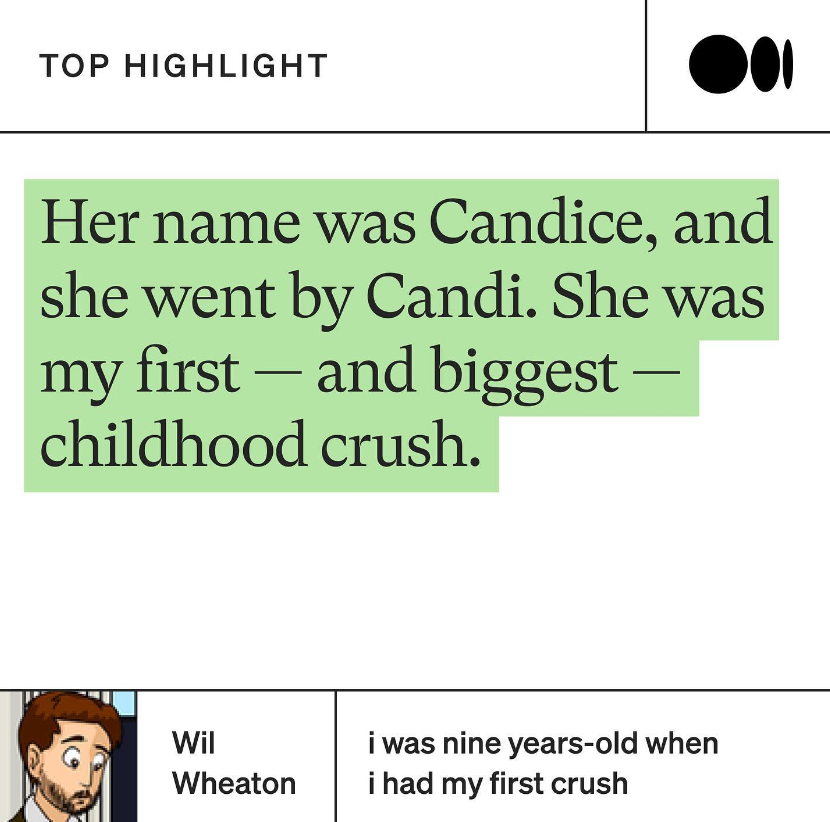 TOP HIGHLIGHT
Her name was Candice, and
she went by Candi. She was
my first — and biggest —
childhood crush.
Wil
Wheaton
i was nine years-old when
i had my first crush